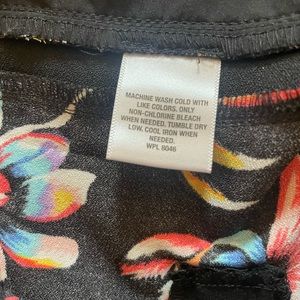 MACHINE WASH COLD WITH
LIKE COLORS. ONLY
NON-CHLORINE BLEACH
WHEN NEEDED. TUMBLE DRY
LOW, COOL IRON WHEN
NEEDED.
WPL 8046